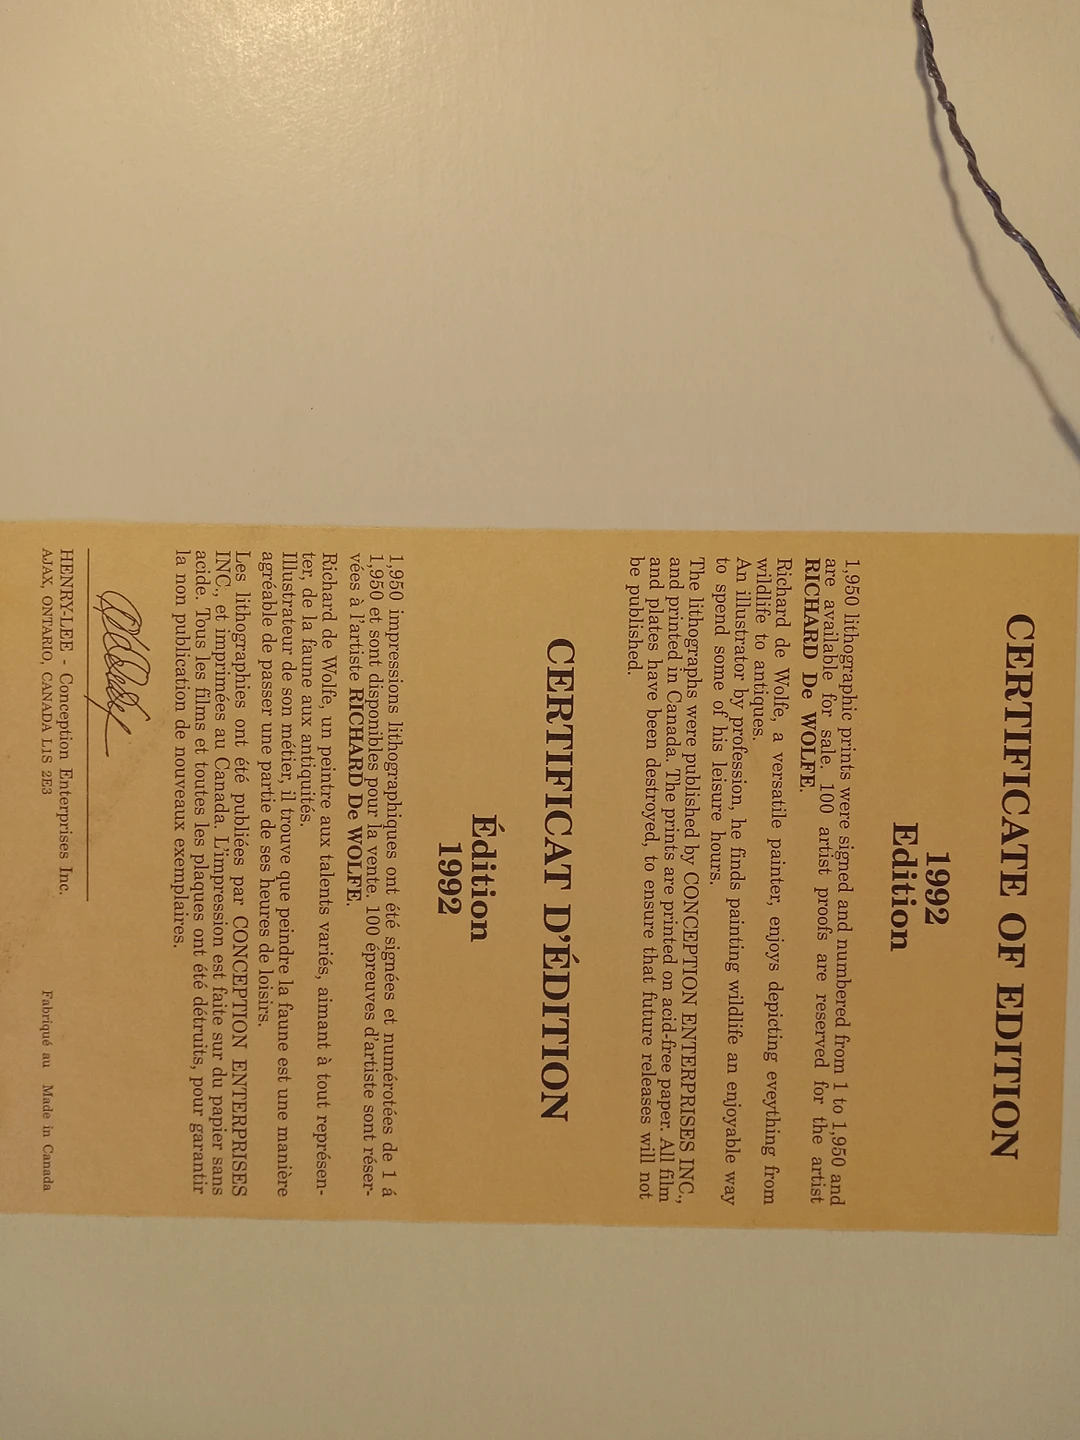 CERTIFICATE OF EDITION
1992
Edition
1,950 lithographic prints were signed and numbered from 1 to 1,950 and
are available for sale. 100 artist proofs are reserved for the artist
RICHARD De WOLFE.
Richard de Wolfe, a versatile painter, enjoys depicting eveything from
wildlife to antiques.
An illustrator by profession, he finds painting wildlife an enjoyable way
to spend some of his leisure hours.
The lithographs were published by CONCEPTION ENTERPRISES INC.,
and printed in Canada. The prints are printed on acid-free paper. All film
and plates have been destroyed, to ensure that future releases will not
be published.
CERTIFICAT D'ÉDITION
Édition
1992
1,950 impressions lithographiques ont été signées et numérotées de 1 á
1,950 et sont disponibles pour la vente. 100 épreuves d'artiste sont réser-
vées à l'artiste RICHARD De WOLFE.
Richard de Wolfe, un peintre aux talents variés, aimant à tout représen-
ter, de la faune aux antiquités.
Illustrateur de son métier, il trouve que peindre la faune est une manière
agréable de passer une partie de ses heures de loisirs.
Les lithographies ont été publiées par CONCEPTION ENTERPRISES
INC., et imprimées au Canada. L'impression est faite sur du papier sans
acide. Tous les films et toutes les plaques ont été détruits, pour garantir
la non publication de nouveaux exemplaires.
HENRY-LEE - Conception Enterprises Inc.
AJAX, ONTARIO, CANADA L1S 2E3
Fabriqué au Made in Canada